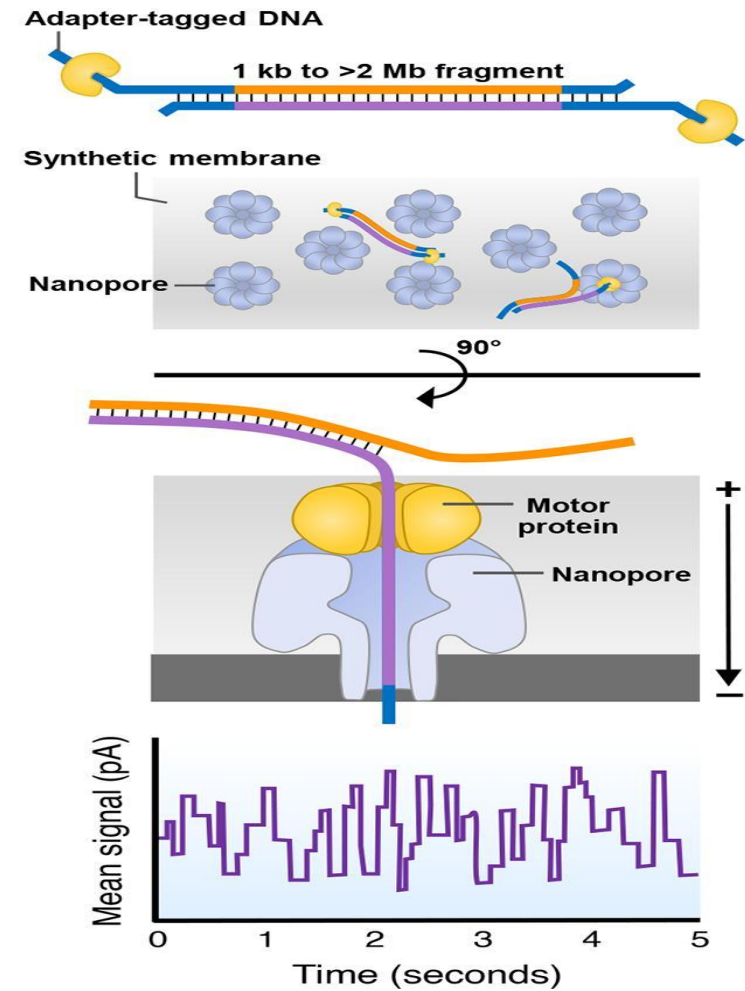 Adapter-tagged DNA
1 kb to >2 Mb fragment
Synthetic membrane
Nanopore
90°
+
Motor
protein
Nanopore
–
Mean signal (pA)
0 1 2 3 4 5
Time (seconds)